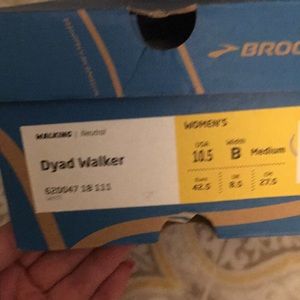 BROO
WALKING | Neutral
WOMEN'S
Dyad Walker
USA
10.5
Width
B Medium
620047 1B 111
Euro
42.5
UK
8.5
CM
27.5